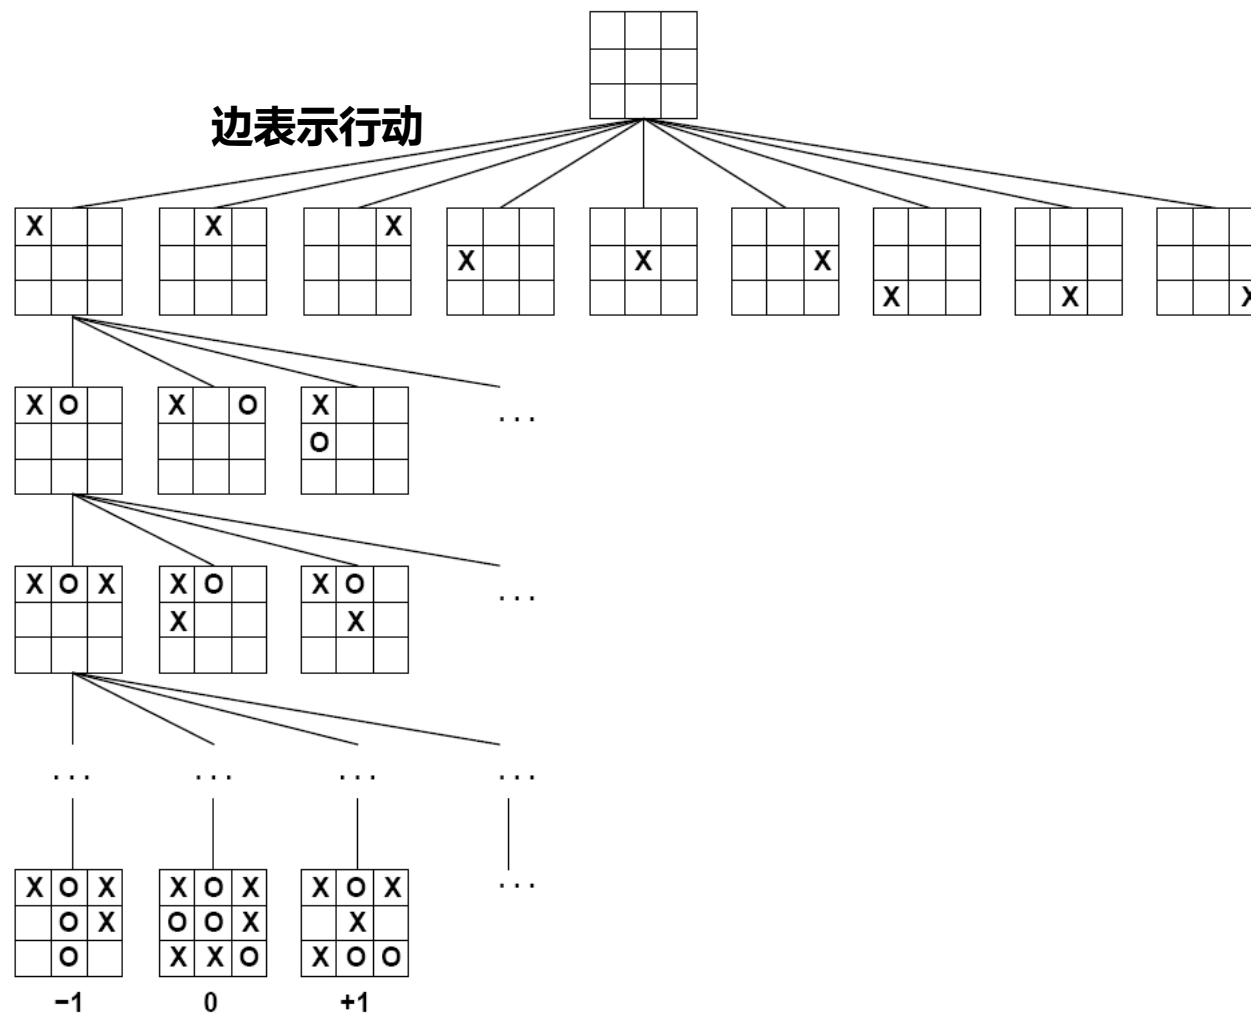 边表示行动
X X X X X X X X X
X O X O X ...
O
X O X X O X O ...
X X
... ... ... ...
X O X X O X X O X ...
O X O O X X
O X X O X O O
−1 0 +1